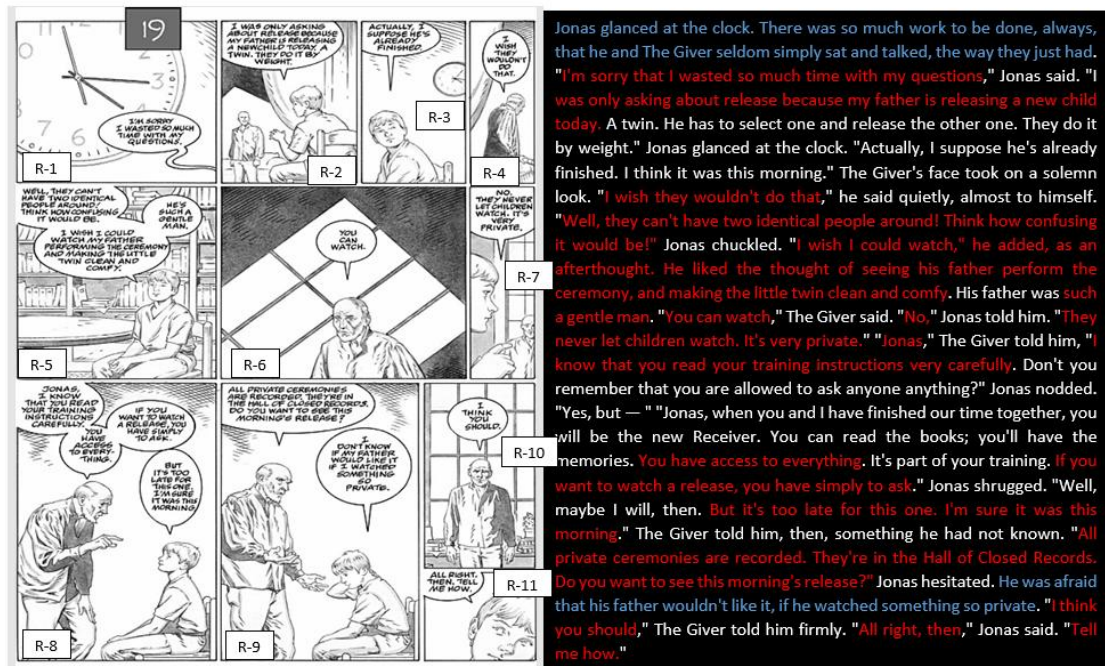 19
I'M SORRY
I WASTED SO MUCH
TIME WITH MY
QUESTIONS.
R-1
I WAS ONLY ASKING
ABOUT RELEASE BECAUSE
MY FATHER IS RELEASING
A NEWCHILD TODAY. A
TWIN. THEY DO IT BY
WEIGHT.
R-2
ACTUALLY, I
SUPPOSE HE'S
ALREADY
FINISHED.
R-3
I
WISH
THEY
WOULDN'T
DO
THAT.
R-4
WELL, THEY CAN'T
HAVE TWO IDENTICAL
PEOPLE AROUND!
THINK HOW CONFUSING
IT WOULD BE.
I WISH I COULD
WATCH MY FATHER
PERFORMING THE CEREMONY
AND MAKING THE LITTLE
TWIN CLEAN AND
COMFY.
HE'S
SUCH A
GENTLE
MAN.
R-5
YOU
CAN
WATCH.
R-6
NO.
THEY NEVER
LET CHILDREN
WATCH. IT'S
VERY
PRIVATE.
R-7
JONAS,
I KNOW
THAT YOU READ
YOUR TRAINING
INSTRUCTIONS
CAREFULLY.
YOU
HAVE
ACCESS
TO EVERY-
THING.
IF YOU
WANT TO WATCH
A RELEASE, YOU
HAVE SIMPLY
TO ASK.
BUT
IT'S TOO
LATE FOR
THIS ONE.
I'M SURE
IT WAS THIS
MORNING.
R-8
ALL PRIVATE CEREMONIES
ARE RECORDED. THEY'RE IN
THE HALL OF CLOSED RECORDS.
DO YOU WANT TO SEE THIS
MORNING'S RELEASE?
I
DON'T KNOW
IF MY FATHER
WOULD LIKE IT
IF I WATCHED
SOMETHING
SO
PRIVATE.
R-9
I
THINK
YOU
SHOULD.
R-10
ALL RIGHT,
THEN. TELL
ME HOW.
R-11
Jonas glanced at the clock. There was so much work to be done, always,
that he and The Giver seldom simply sat and talked, the way they just had.
"I'm sorry that I wasted so much time with my questions," Jonas said. "I
was only asking about release because my father is releasing a new child
today. A twin. He has to select one and release the other one. They do it
by weight." Jonas glanced at the clock. "Actually, I suppose he's already
finished. I think it was this morning." The Giver's face took on a solemn
look. "I wish they wouldn't do that," he said quietly, almost to himself.
"Well, they can't have two identical people around! Think how confusing
it would be!" Jonas chuckled. "I wish I could watch," he added, as an
afterthought. He liked the thought of seeing his father perform the
ceremony, and making the little twin clean and comfy. His father was such
a gentle man. "You can watch," The Giver said. "No," Jonas told him. "They
never let children watch. It's very private." "Jonas," The Giver told him, "I
know that you read your training instructions very carefully. Don't you
remember that you are allowed to ask anyone anything?" Jonas nodded.
"Yes, but — " "Jonas, when you and I have finished our time together, you
will be the new Receiver. You can read the books; you'll have the
memories. You have access to everything. It's part of your training. If you
want to watch a release, you have simply to ask." Jonas shrugged. "Well,
maybe I will, then. But it's too late for this one. I'm sure it was this
morning." The Giver told him, then, something he had not known. "All
private ceremonies are recorded. They're in the Hall of Closed Records.
Do you want to see this morning's release?" Jonas hesitated. He was afraid
that his father wouldn't like it, if he watched something so private. "I think
you should," The Giver told him firmly. "All right, then," Jonas said. "Tell
me how."